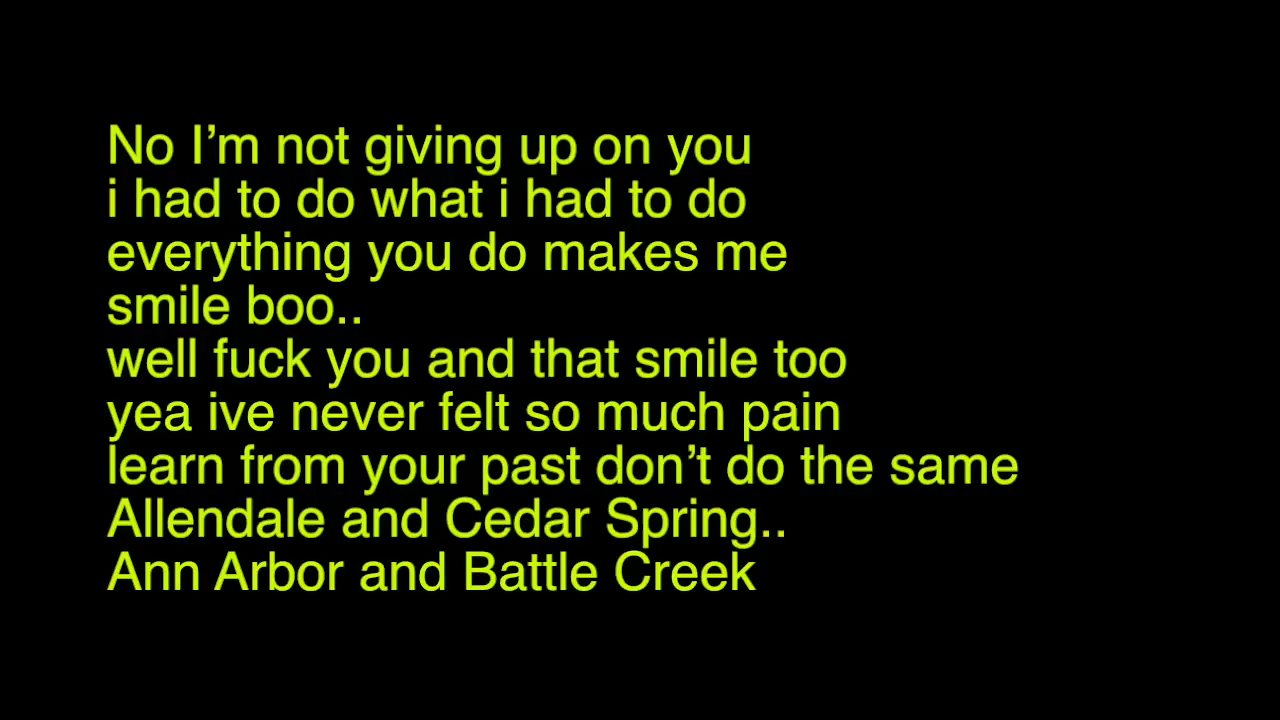 No I’m not giving up on you
i had to do what i had to do
everything you do makes me
smile boo..
well fuck you and that smile too
yea ive never felt so much pain
learn from your past don’t do the same
Allendale and Cedar Spring..
Ann Arbor and Battle Creek